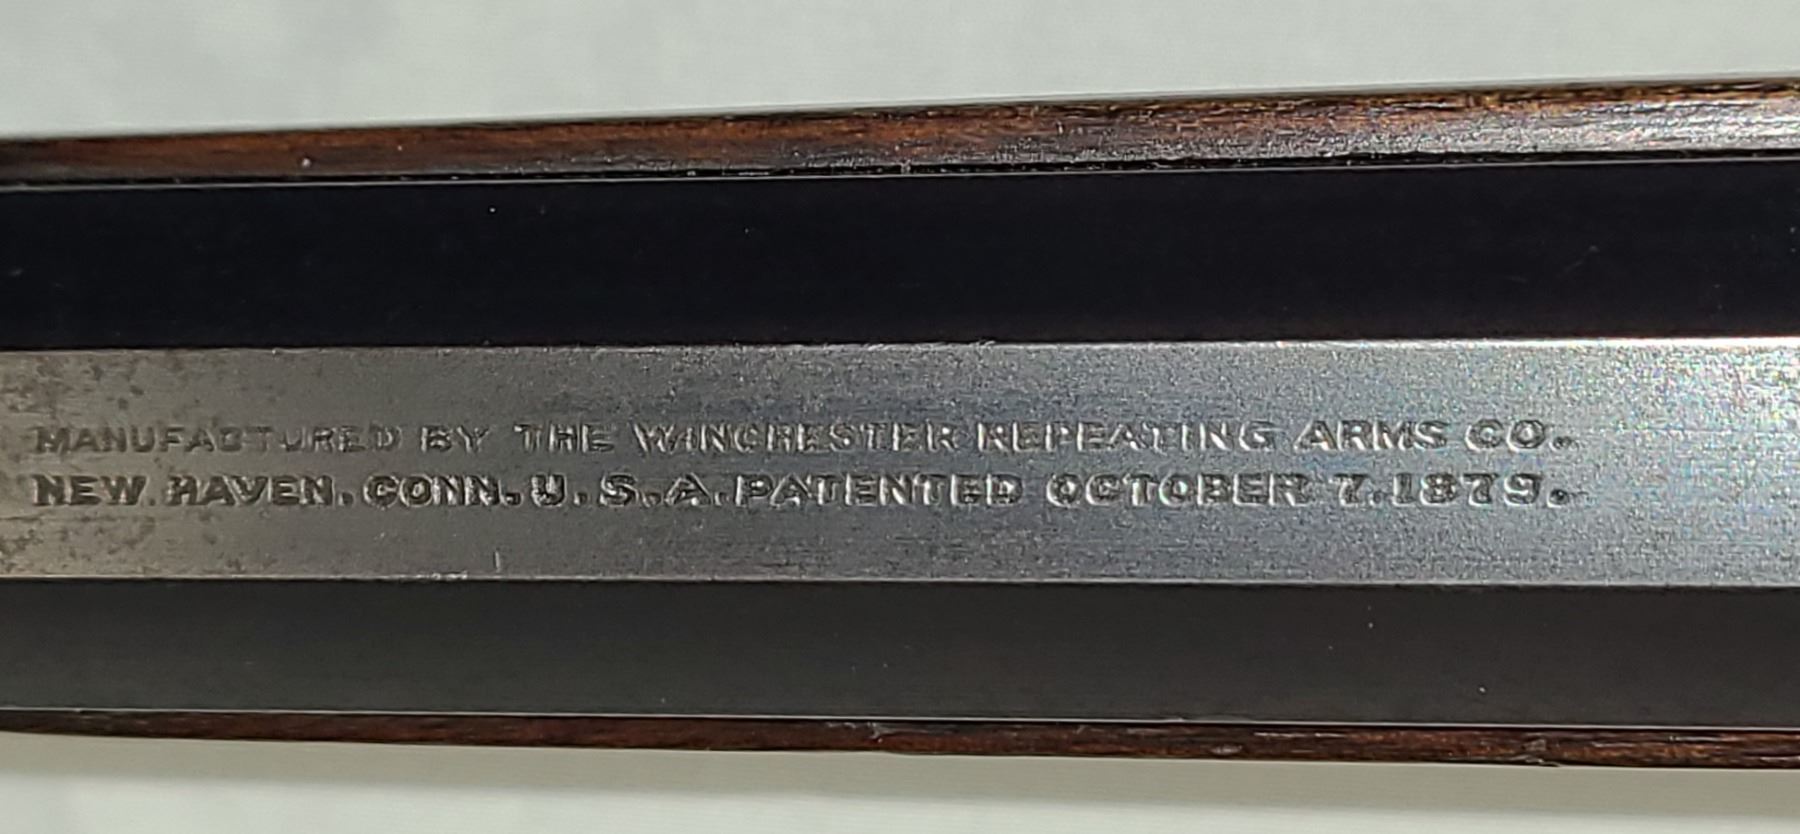 MANUFACTURED BY THE WINCHESTER REPEATING ARMS CO.
NEW. HAVEN. CONN. U. S. A. PATENTED OCTOBER 7. 1879.